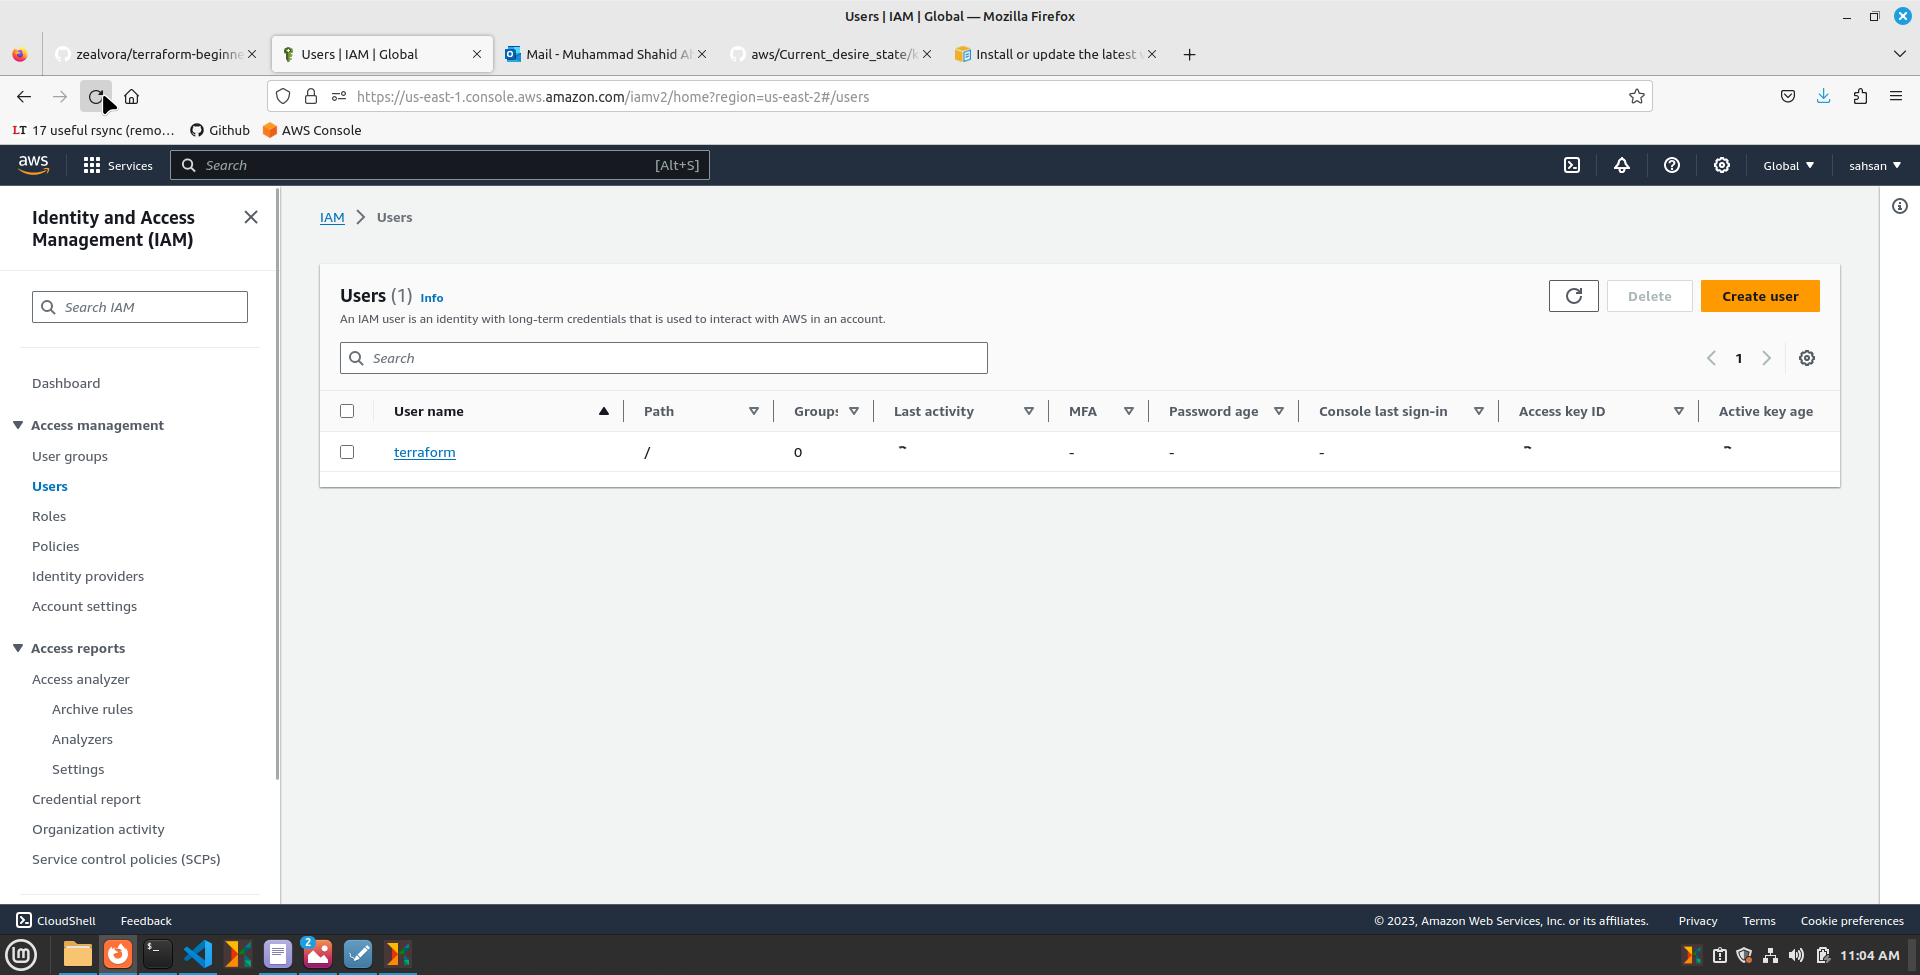 Users | IAM | Global — Mozilla Firefox
zealvora/terraform-beginne
Users | IAM | Global
Mail - Muhammad Shahid A
aws/Current_desire_state/k
Install or update the latest
https://us-east-1.console.aws.amazon.com/iamv2/home?region=us-east-2#/users
LT 17 useful rsync (remo...
Github
AWS Console
aws
Services
Search
[Alt+S]
Global
sahsan
Identity and Access Management (IAM)
Search IAM
Dashboard
Access management
User groups
Users
Roles
Policies
Identity providers
Account settings
Access reports
Access analyzer
Archive rules
Analyzers
Settings
Credential report
Organization activity
Service control policies (SCPs)
IAM > Users
Users (1) Info
Delete
Create user
An IAM user is an identity with long-term credentials that is used to interact with AWS in an account.
Search
1
User name Path Groups Last activity MFA Password age Console last sign-in Access key ID Active key age
terraform / 0 - - - - - -
CloudShell
Feedback
© 2023, Amazon Web Services, Inc. or its affiliates.
Privacy
Terms
Cookie preferences
2
11:04 AM